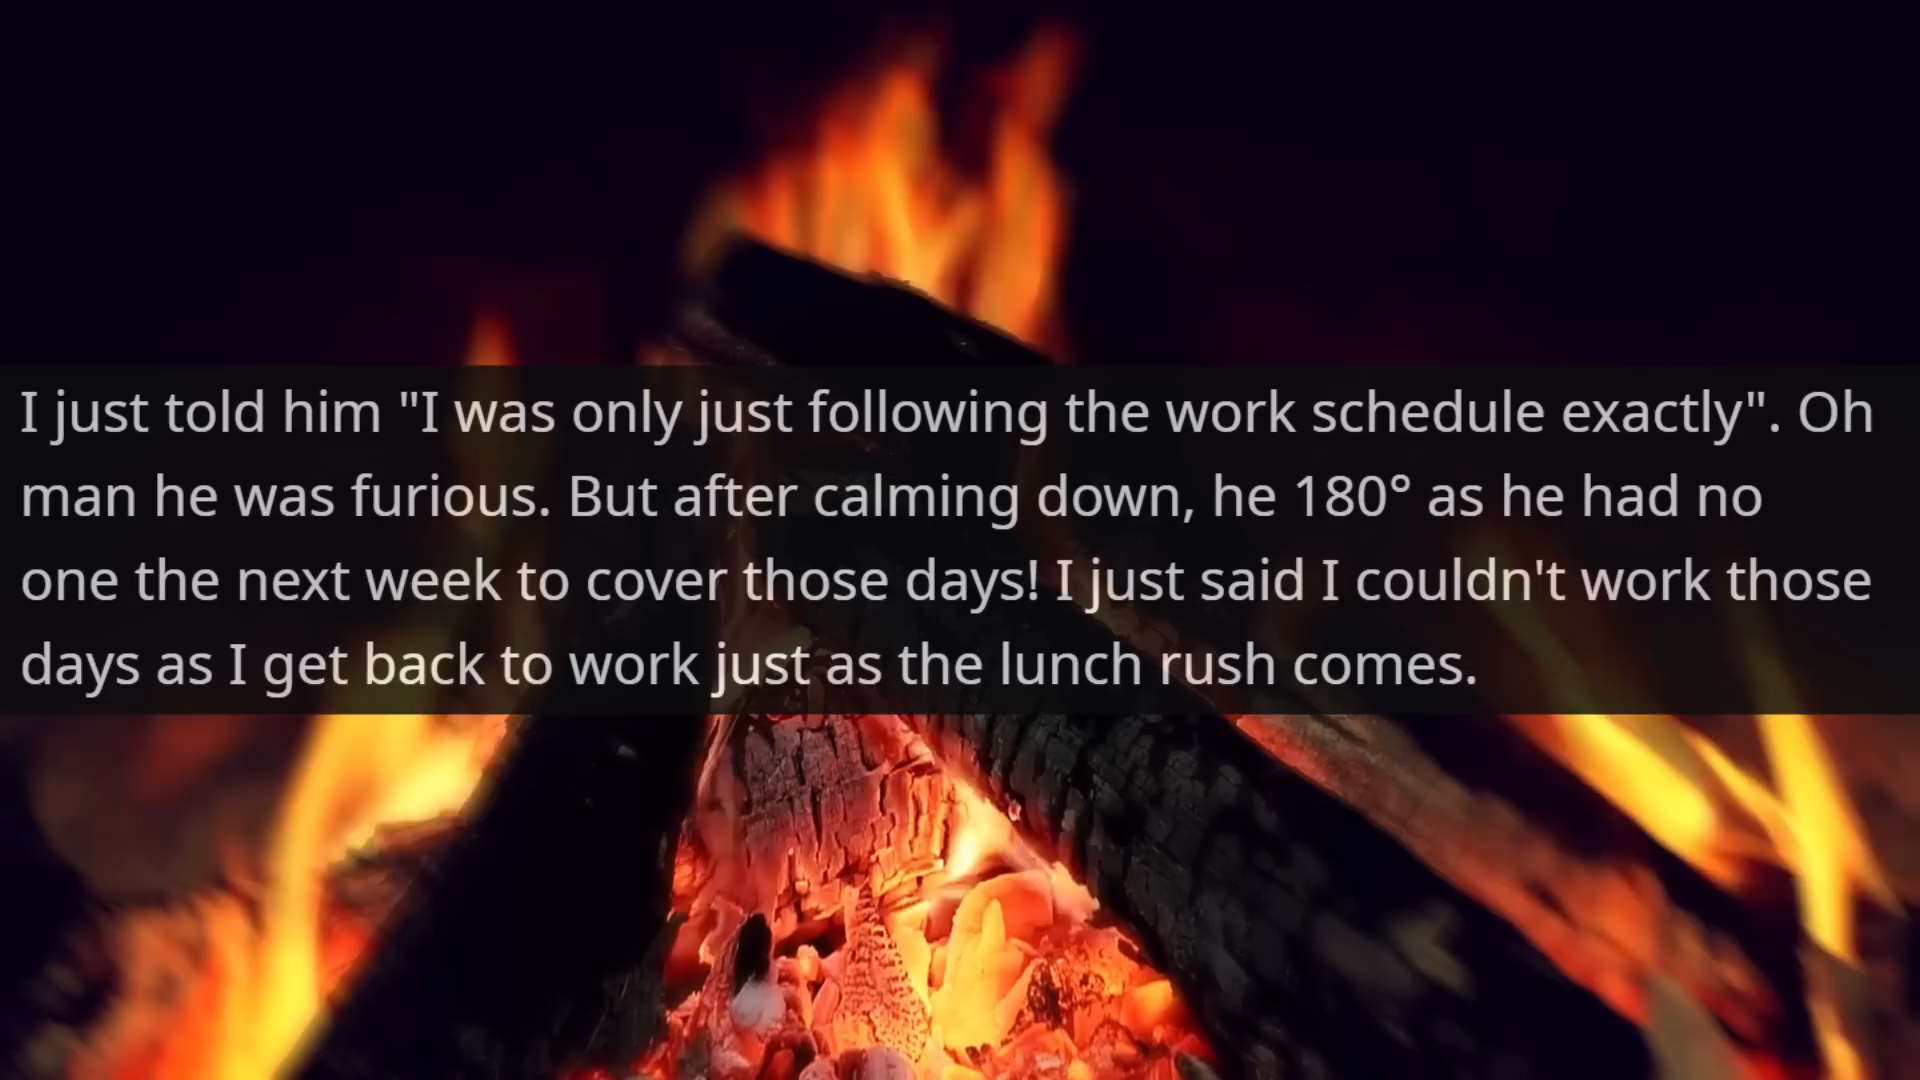 I just told him "I was only just following the work schedule exactly". Oh
man he was furious. But after calming down, he 180° as he had no
one the next week to cover those days! I just said I couldn't work those
days as I get back to work just as the lunch rush comes.